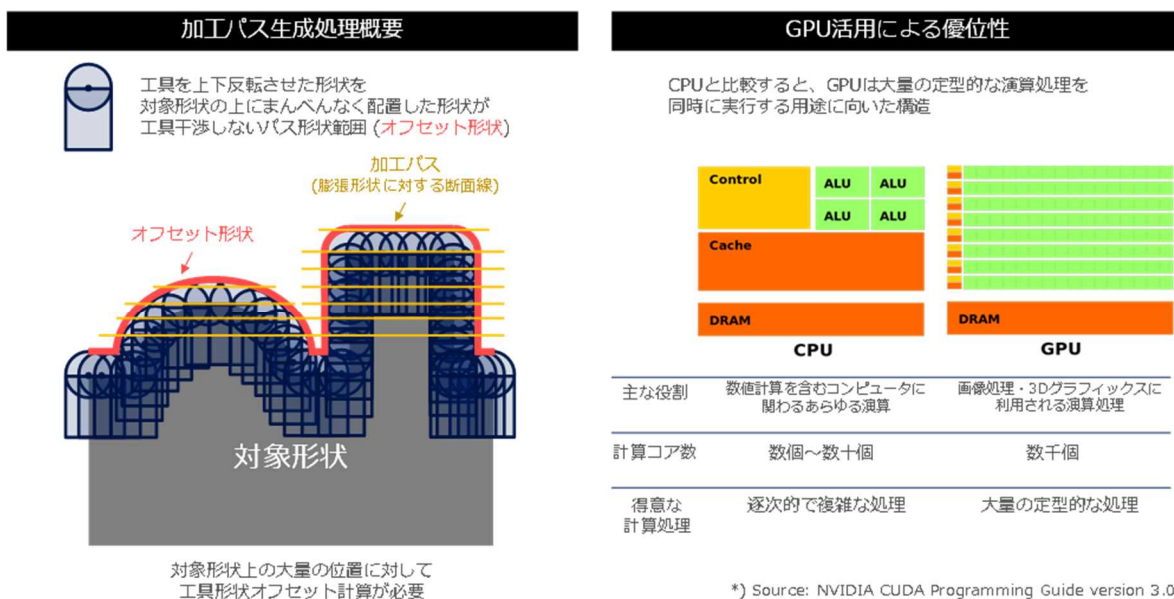 加工パス生成処理概要
工具を上下反転させた形状を
対象形状の上にまんべんなく配置した形状が
工具干渉しないパス形状範囲 (オフセット形状)
加工パス
(膨張形状に対する断面線)
オフセット形状
対象形状
対象形状上の大量の位置に対して
工具形状オフセット計算が必要
GPU活用による優位性
CPUと比較すると、GPUは大量の定型的な演算処理を
同時に実行する用途に向いた構造
Control
ALU ALU
ALU ALU
Cache
DRAM
CPU
DRAM
GPU
主な役割
数値計算を含むコンピュータに
関わるあらゆる演算
画像処理・3Dグラフィックスに
利用される演算処理
計算コア数
数個～数十個
数千個
得意な
計算処理
逐次的で複雑な処理
大量の定型的な処理
*) Source: NVIDIA CUDA Programming Guide version 3.0